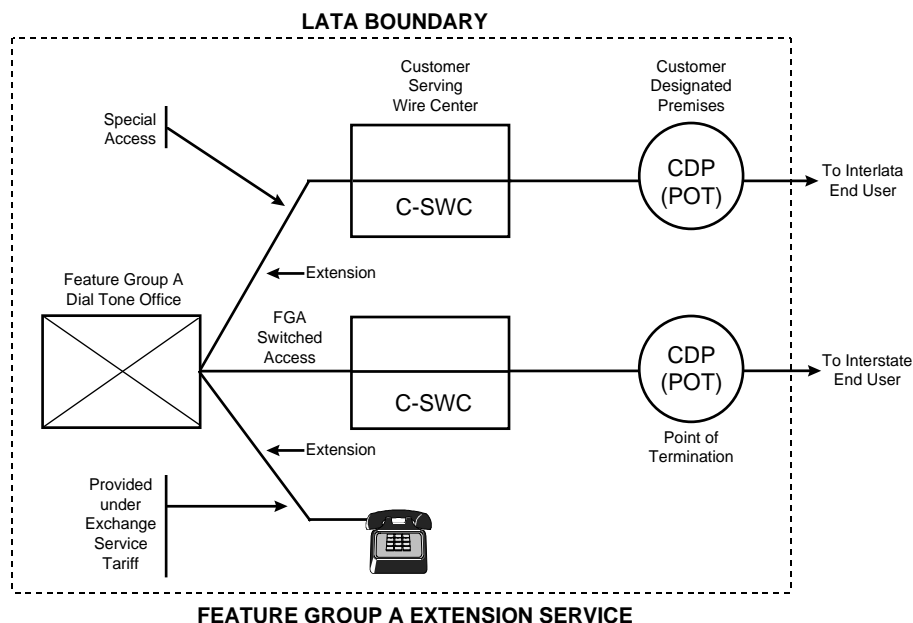 LATA BOUNDARY
Customer
Serving
Wire Center
Customer
Designated
Premises
Special
Access
CDP
(POT)
To Interlata
End User
C-SWC
Extension
Feature Group A
Dial Tone Office
FGA
Switched
Access
CDP
(POT)
To Interstate
End User
C-SWC
Extension
Point of
Termination
Provided
under
Exchange
Service
Tariff
FEATURE GROUP A EXTENSION SERVICE